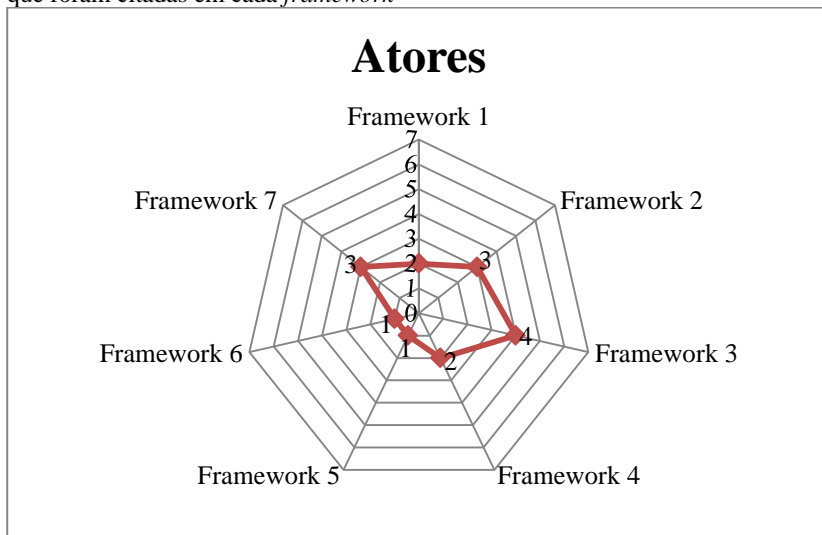 que foram citadas em cada framework
Atores
Framework 1
7
6
Framework 7
Framework 2
5
4
3
3
3
2
1
0
4
1
Framework 6
Framework 3
1
2
Framework 5
Framework 4